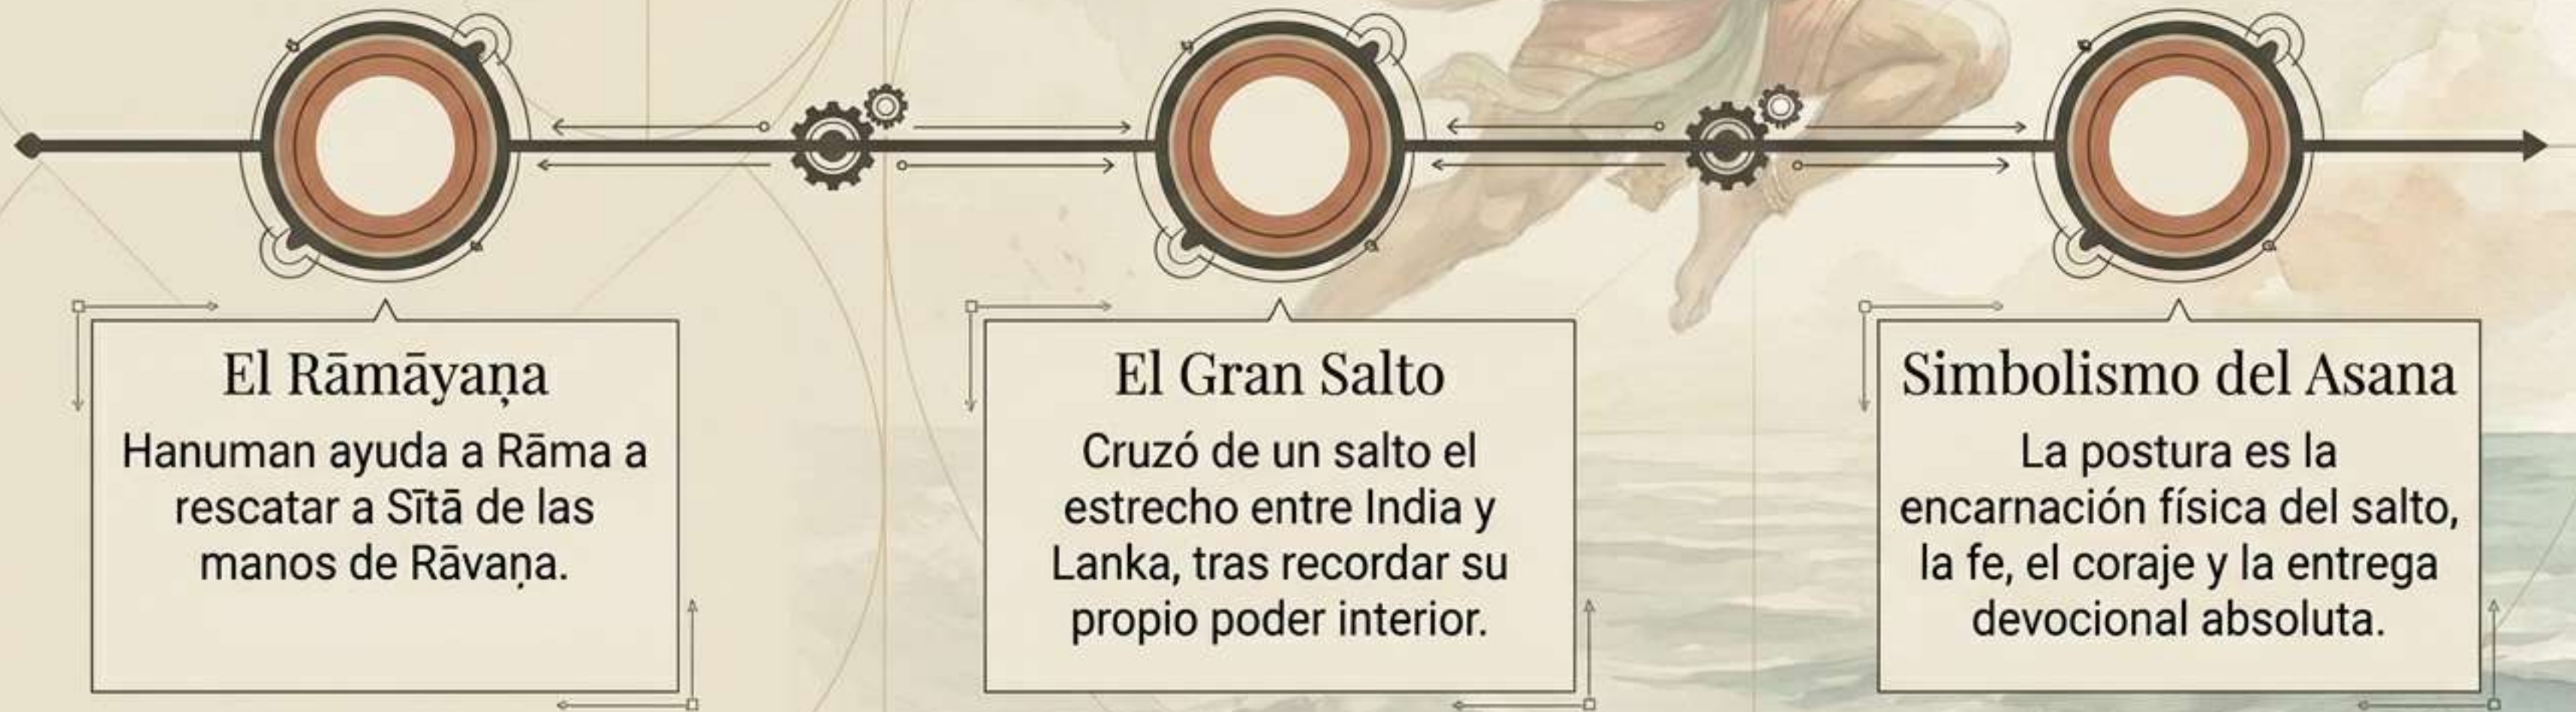 El Rāmāyaṇa
Hanuman ayuda a Rāma a
rescatar a Sītā de las
manos de Rāvaṇa.
El Gran Salto
Cruzó de un salto el
estrecho entre India y
Lanka, tras recordar su
propio poder interior.
Simbolismo del Asana
La postura es la
encarnación física del salto,
la fe, el coraje y la entrega
devocional absoluta.